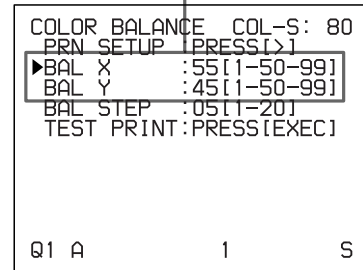 COLOR BALANCE COL-S: 80
PRN SETUP :PRESS[>]
▶BAL X :55[1-50-99]
BAL Y :45[1-50-99]
BAL STEP :05[1-20]
TEST PRINT:PRESS[EXEC]
Q1 A 1 S